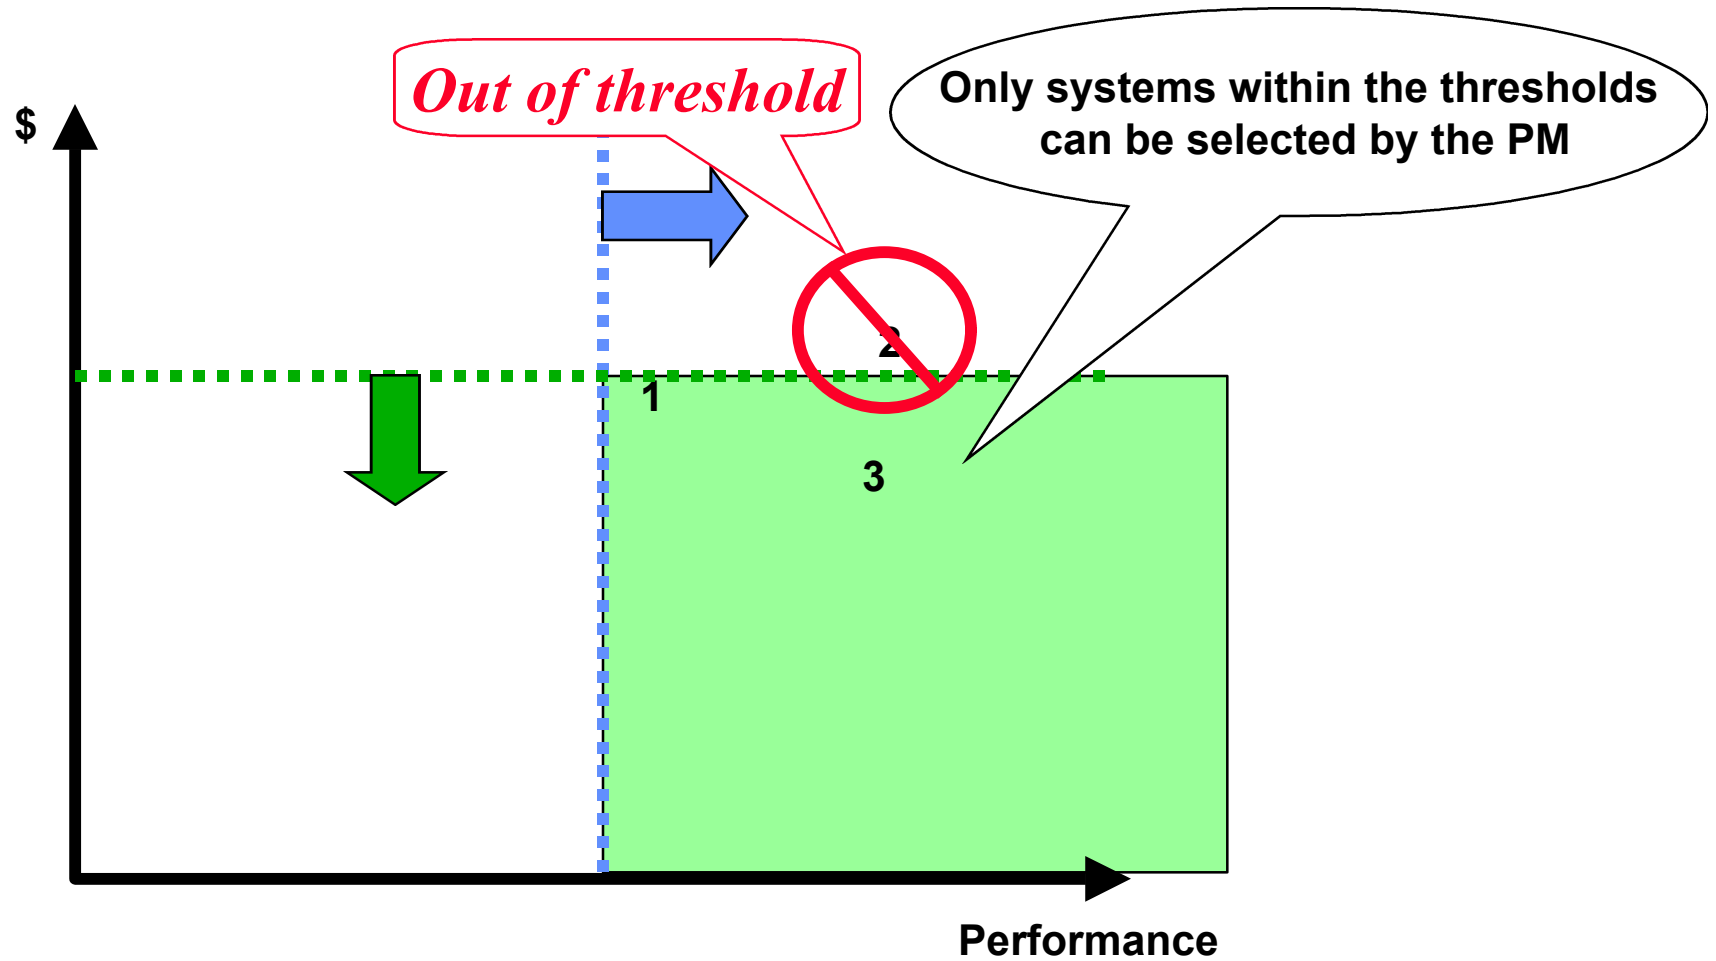 Out of threshold
Only systems within the thresholds
can be selected by the PM
$
2
1
3
Performance